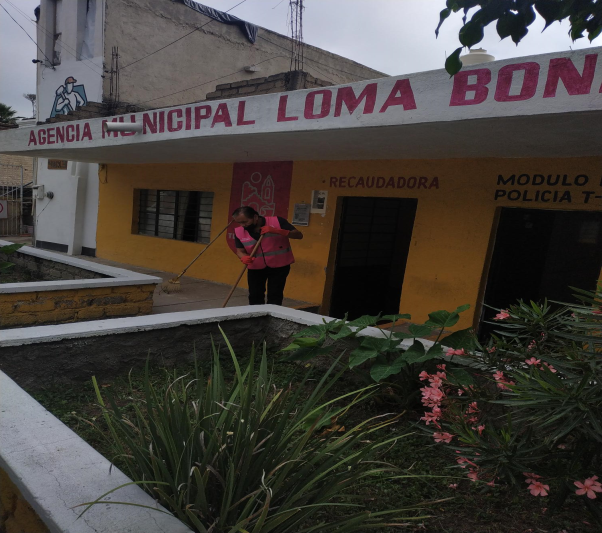 AGENCIA MUNICIPAL LOMA BON
RECAUDADORA
MODULO
POLICIA T-